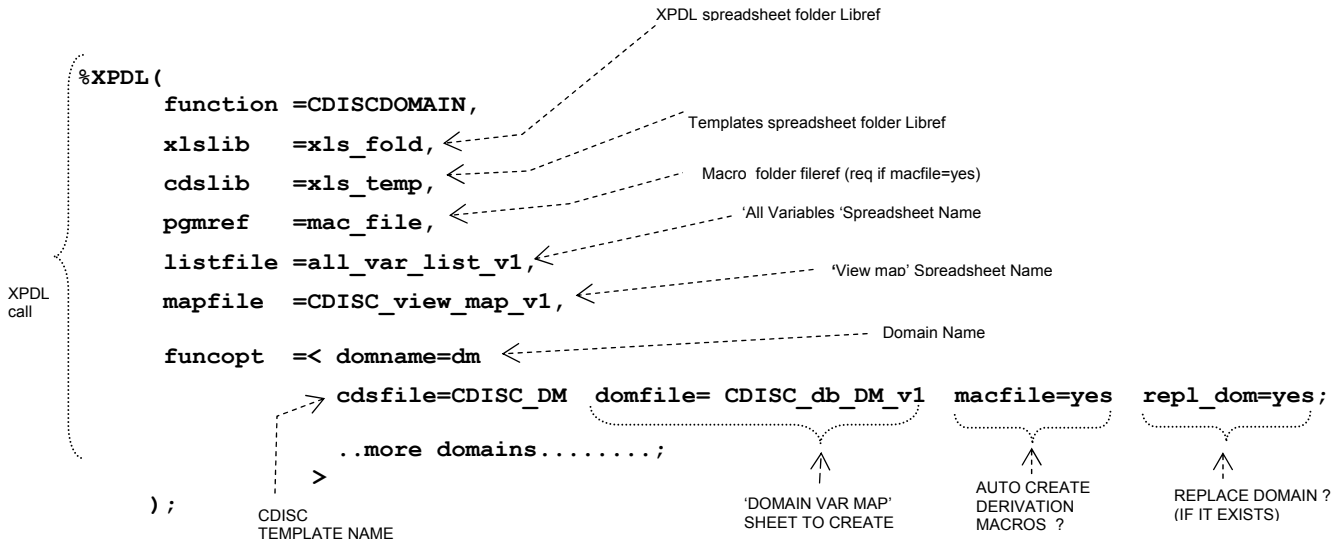 XPDL spreadsheet folder Libref
%XPDL(
function =CDISCDOMAIN,
xlslib =xls_fold,
Templates spreadsheet folder Libref
cdslib =xls_temp,
Macro folder fileref (req if macfile=yes)
pgmref =mac_file,
'All Variables 'Spreadsheet Name
listfile =all_var_list_v1,
'View map' Spreadsheet Name
mapfile =CDISC_view_map_v1,
XPDL
call
Domain Name
funcopt =< domname=dm
cdsfile=CDISC_DM domfile= CDISC_db_DM_v1 macfile=yes repl_dom=yes;
..more domains........;
>
);
CDISC
TEMPLATE NAME
'DOMAIN VAR MAP'
SHEET TO CREATE
AUTO CREATE
DERIVATION
MACROS ?
REPLACE DOMAIN ?
(IF IT EXISTS)